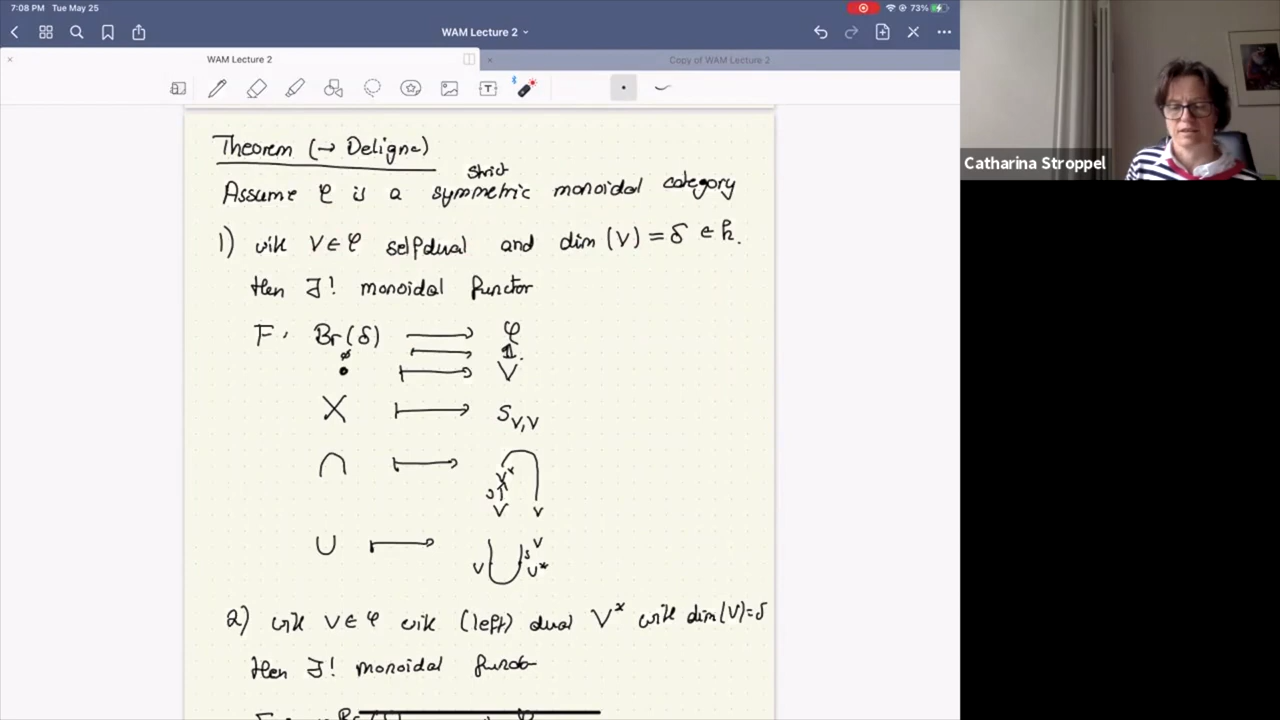 7:08 PM Tue May 25
73%
WAM Lecture 2
WAM Lecture 2
Copy of WAM Lecture 2
Theorem (→ Deligne)
strict
Assume 𝒞 is a symmetric monoidal category
1) with V ∈ 𝒞 selfdual and dim (V) = δ ∈ k.
then ∃! monoidal functor
F : Br(δ) → 𝒞
∅ ↦ 1.
• ↦ V
X ↦ S_{V,V}
∩ ↦ V* V V
∪ ↦ V V V*
2) with V ∈ 𝒞 with (left) dual V* with dim(V)=δ
then ∃! monoidal functor
Catharina Stroppel